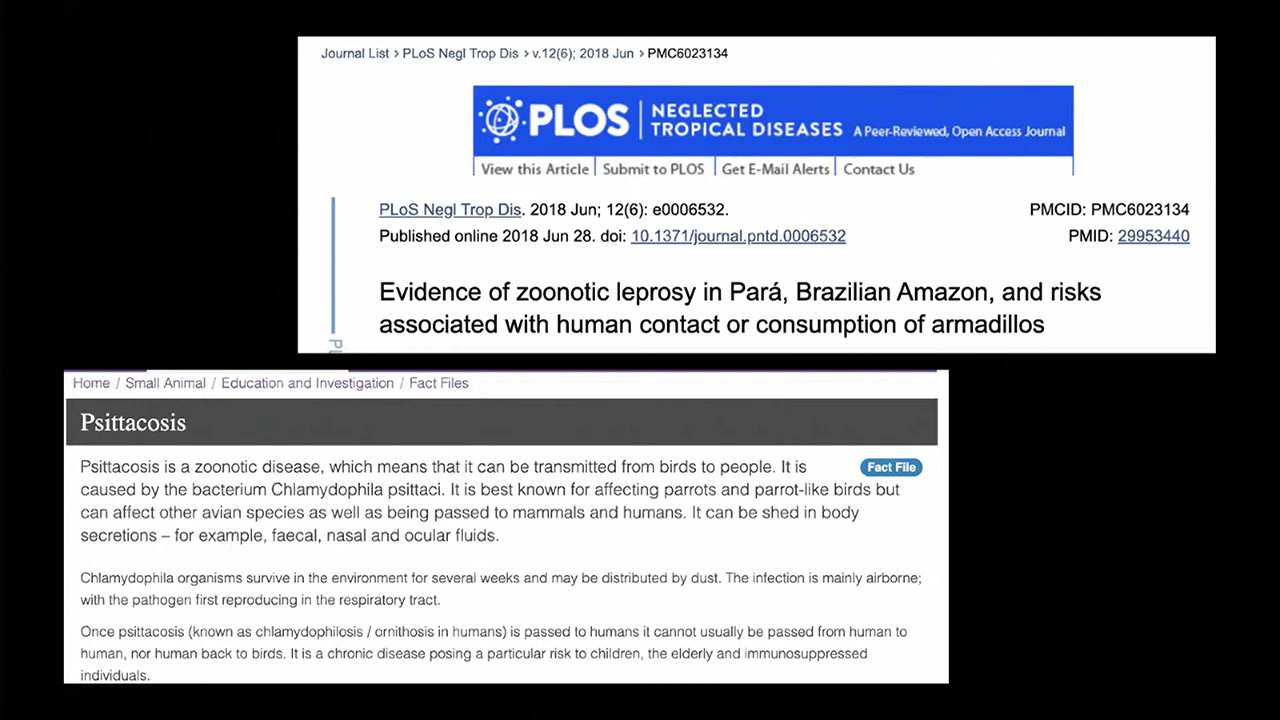 Journal List > PLoS Negl Trop Dis > v.12(6); 2018 Jun > PMC6023134
PLOS
NEGLECTED
TROPICAL DISEASES A Peer-Reviewed, Open Access Journal
View this Article Submit to PLOS Get E-Mail Alerts Contact Us
PLoS Negl Trop Dis. 2018 Jun; 12(6): e0006532. PMCID: PMC6023134
Published online 2018 Jun 28. doi: 10.1371/journal.pntd.0006532 PMID: 29953440
Evidence of zoonotic leprosy in Pará, Brazilian Amazon, and risks
associated with human contact or consumption of armadillos
PL
Home / Small Animal / Education and Investigation / Fact Files
Psittacosis
Psittacosis is a zoonotic disease, which means that it can be transmitted from birds to people. It is
Fact File
caused by the bacterium Chlamydophila psittaci. It is best known for affecting parrots and parrot-like birds but
can affect other avian species as well as being passed to mammals and humans. It can be shed in body
secretions – for example, faecal, nasal and ocular fluids.
Chlamydophila organisms survive in the environment for several weeks and may be distributed by dust. The infection is mainly airborne;
with the pathogen first reproducing in the respiratory tract.
Once psittacosis (known as chlamydophilosis / ornithosis in humans) is passed to humans it cannot usually be passed from human to
human, nor human back to birds. It is a chronic disease posing a particular risk to children, the elderly and immunosuppressed
individuals.